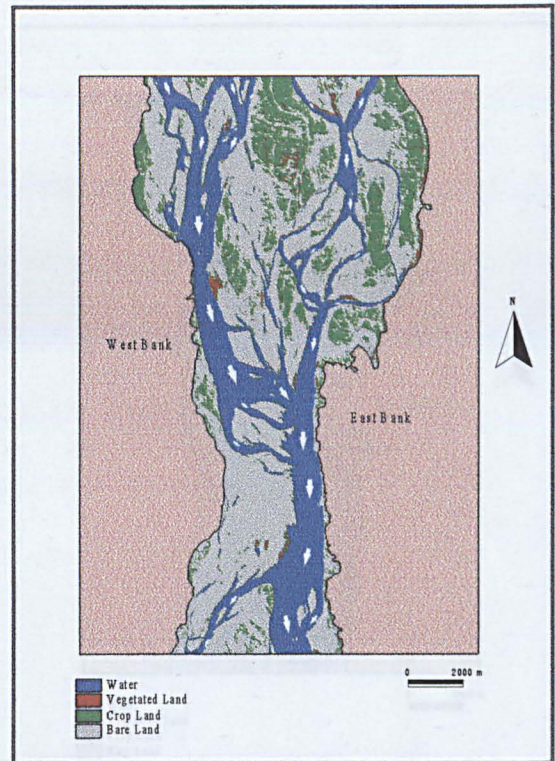 N
West Bank
East Bank
0 2000 m
Water
Vegetated Land
Crop Land
Bare Land